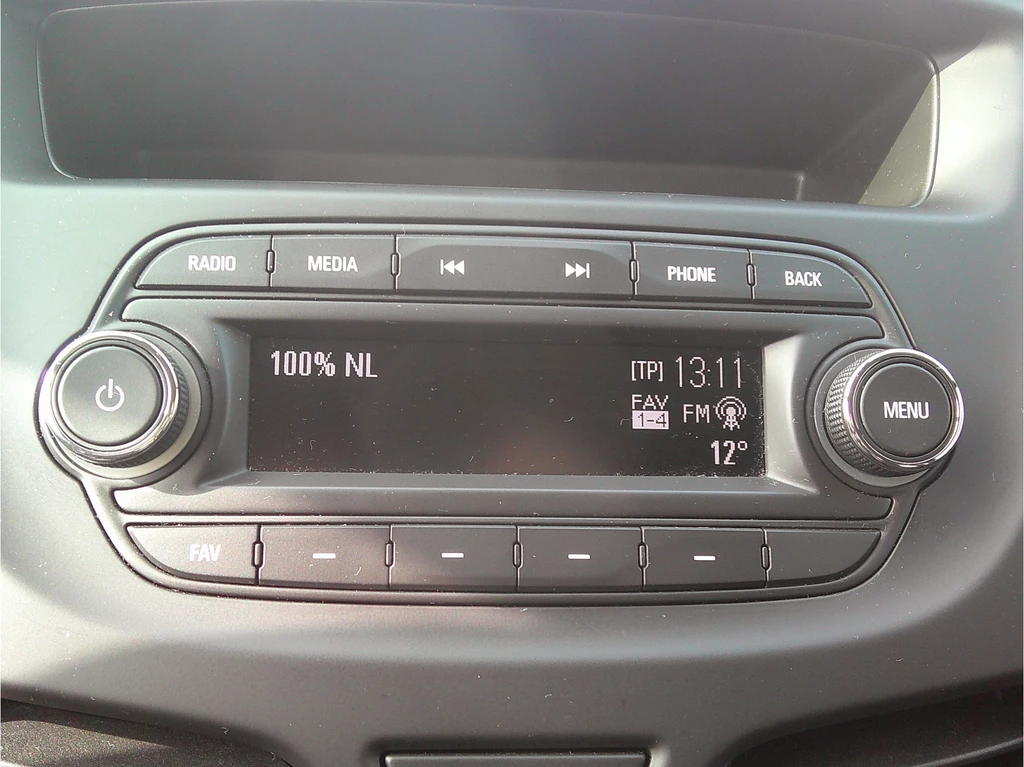 RADIO MEDIA PHONE BACK
100% NL [TP] 13:11
FAV FM
1-4
12°
MENU
FAV